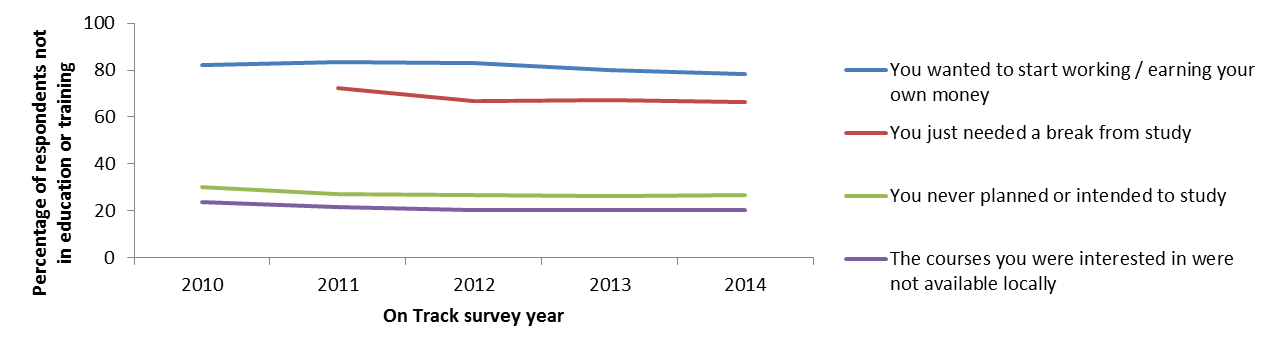 Percentage of respondents not
in education or training
100
80
60
40
20
0
2010 2011 2012 2013 2014
On Track survey year
You wanted to start working / earning your
own money
You just needed a break from study
You never planned or intended to study
The courses you were interested in were
not available locally